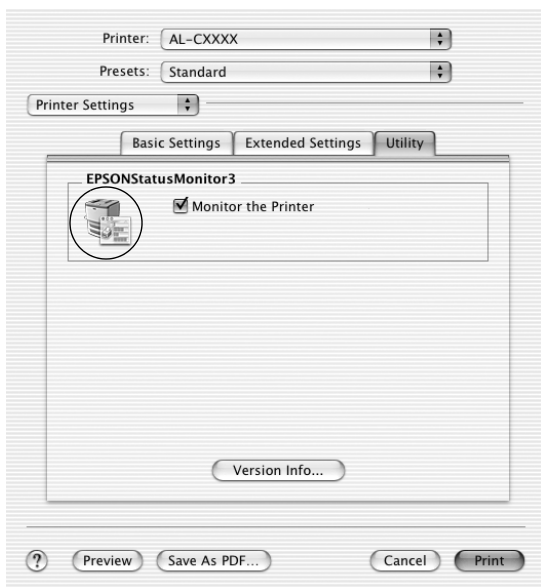 Printer: AL-CXXXX
Presets: Standard
Printer Settings
Basic Settings Extended Settings Utility
EPSONStatusMonitor3
Monitor the Printer
Version Info...
? Preview Save As PDF... Cancel Print